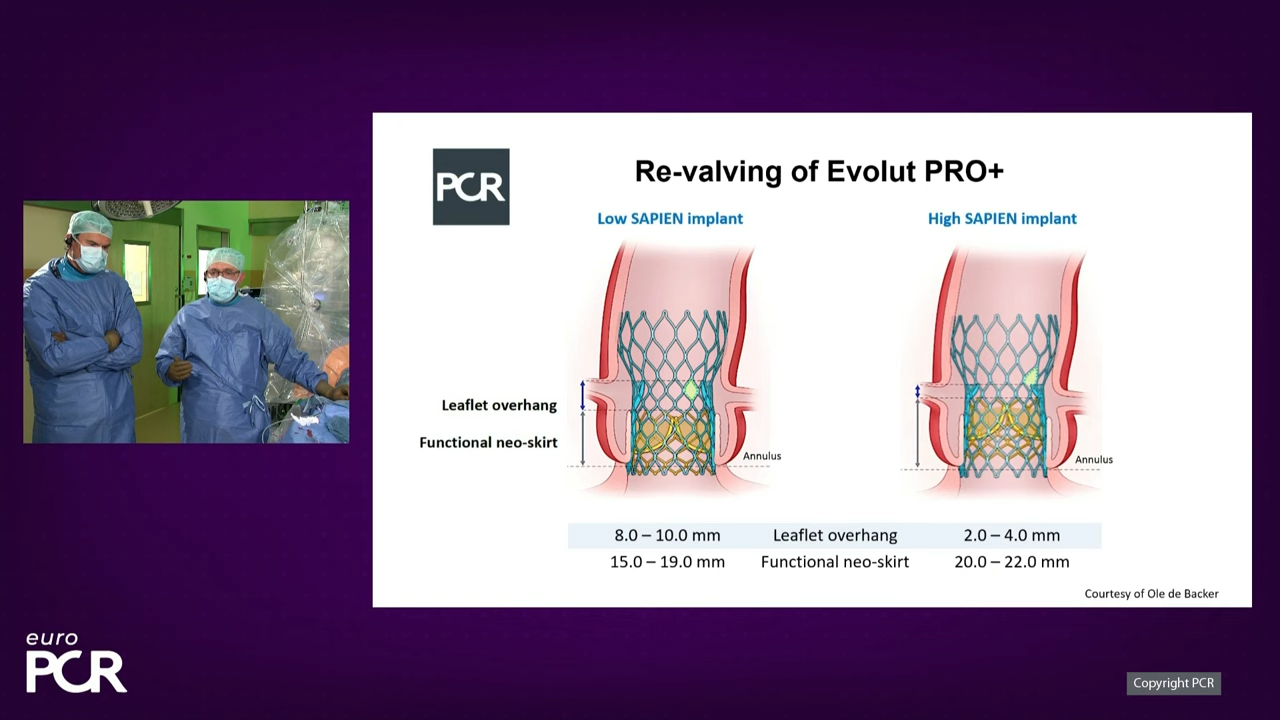 PCR
Re-valving of Evolut PRO+
Low SAPIEN implant
High SAPIEN implant
Leaflet overhang
Functional neo-skirt
Annulus
Annulus
8.0 – 10.0 mm Leaflet overhang 2.0 – 4.0 mm
15.0 – 19.0 mm Functional neo-skirt 20.0 – 22.0 mm
Courtesy of Ole de Backer
euro
PCR
Copyright PCR